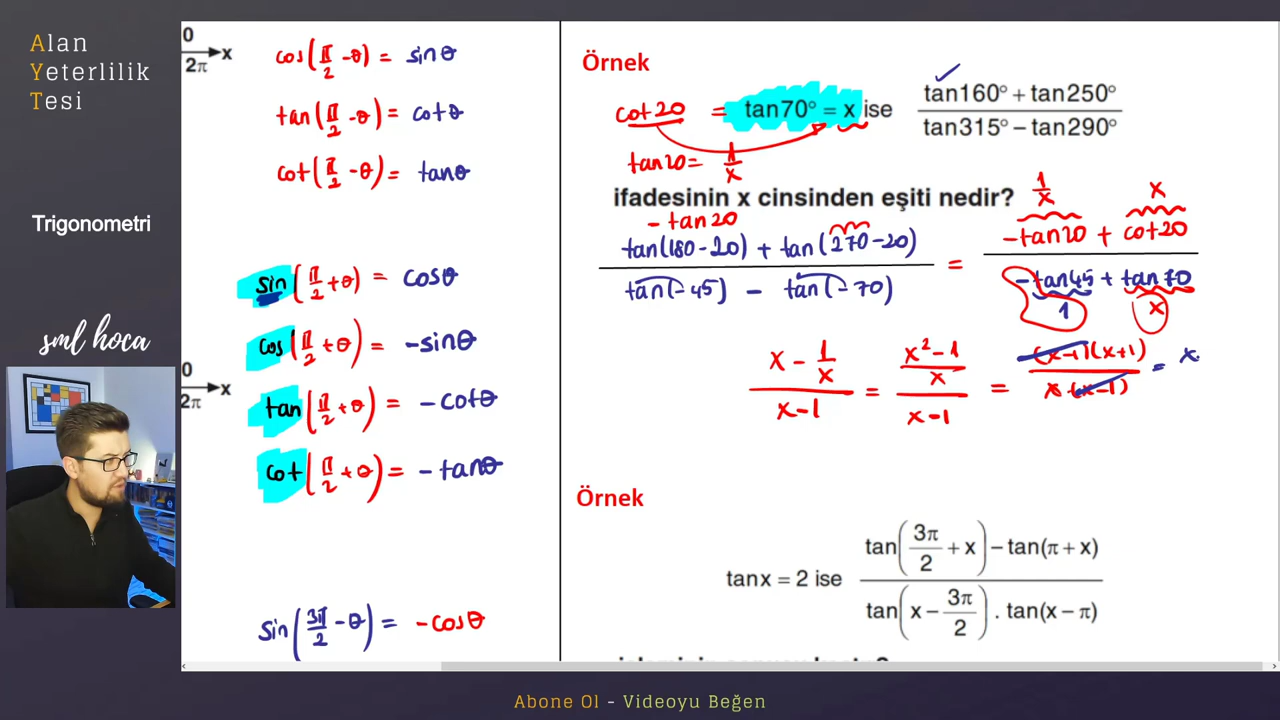 Alan
Yeterlilik
Tesi
Trigonometri
sml hoca
0
x
2π
cos(π/2 - θ) = sinθ
tan(π/2 - θ) = cotθ
cot(π/2 - θ) = tanθ
sin(π/2 + θ) = cosθ
cos(π/2 + θ) = -sinθ
tan(π/2 + θ) = -cotθ
cot(π/2 + θ) = -tanθ
0
x
2π
sin(3π/2 - θ) = -cosθ
Örnek
cot20 = tan70° = x ise (tan160° + tan250°)/(tan315° - tan290°)
tan20 = 1/x
ifadesinin x cinsinden eşiti nedir?
-tan20
1/x x
(tan(180-20) + tan(270-20))/(tan(-45) - tan(-70)) = (-tan20 + cot20)/(-tan45 + tan70)
1 x
(x - 1/x)/(x-1) = ((x²-1)/x)/(x-1) = ((x-1)(x+1))/(x·(x-1)) = x
Örnek
tanx = 2 ise (tan(3π/2 + x) - tan(π + x))/(tan(x - 3π/2) . tan(x - π))
Abone Ol - Videoyu Beğen